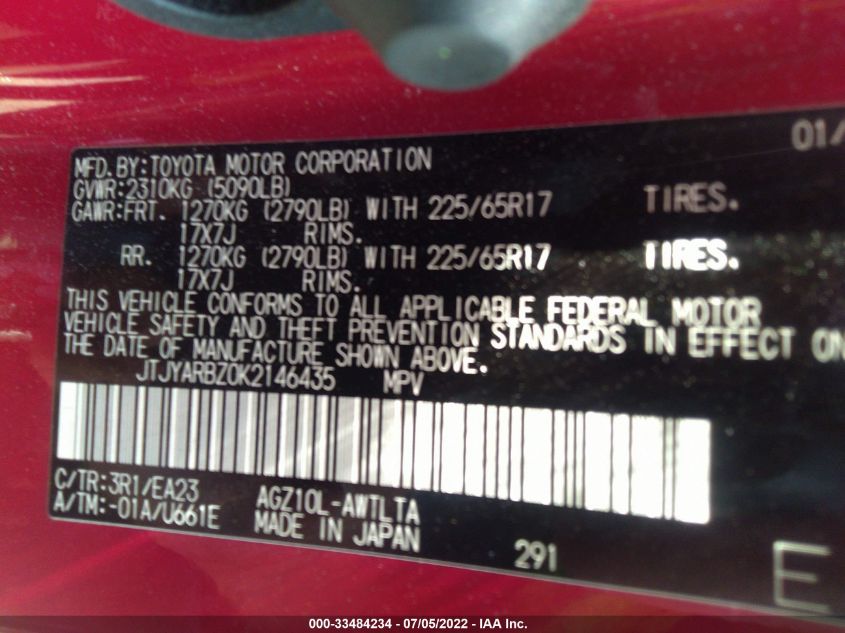 01/
MFD.BY:TOYOTA MOTOR CORPORATION
GVWR:2310KG (5090LB)
GAWR:FRT. 1270KG (2790LB) WITH 225/65R17 TIRES.
17X7J RIMS.
RR. 1270KG (2790LB) WITH 225/65R17 TIRES.
17X7J RIMS.
THIS VEHICLE CONFORMS TO ALL APPLICABLE FEDERAL MOTOR
VEHICLE SAFETY AND THEFT PREVENTION STANDARDS IN EFFECT ON
THE DATE OF MANUFACTURE SHOWN ABOVE.
JTJYARBZ0K2146435 MPV
C/TR:3R1/EA23
A/TM:-01A/U661E
AGZ10L-AWTLTA
MADE IN JAPAN
291
E
000-33484234 - 07/05/2022 - IAA Inc.